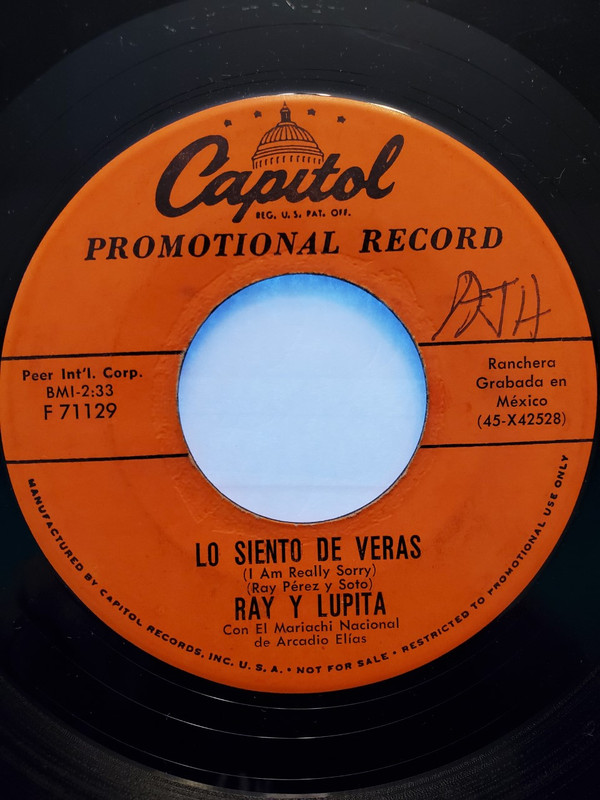 Capitol
REG. U.S. PAT. OFF.
PROMOTIONAL RECORD
Peer Int'l. Corp.
BMI-2:33
F 71129
Ranchera
Grabada en
México
(45-X42528)
LO SIENTO DE VERAS
(I Am Really Sorry)
(Ray Pérez y Soto)
RAY Y LUPITA
Con El Mariachi Nacional
de Arcadio Elías
MANUFACTURED BY CAPITOL RECORDS, INC. U.S.A. • NOT FOR SALE • RESTRICTED TO PROMOTIONAL USE ONLY